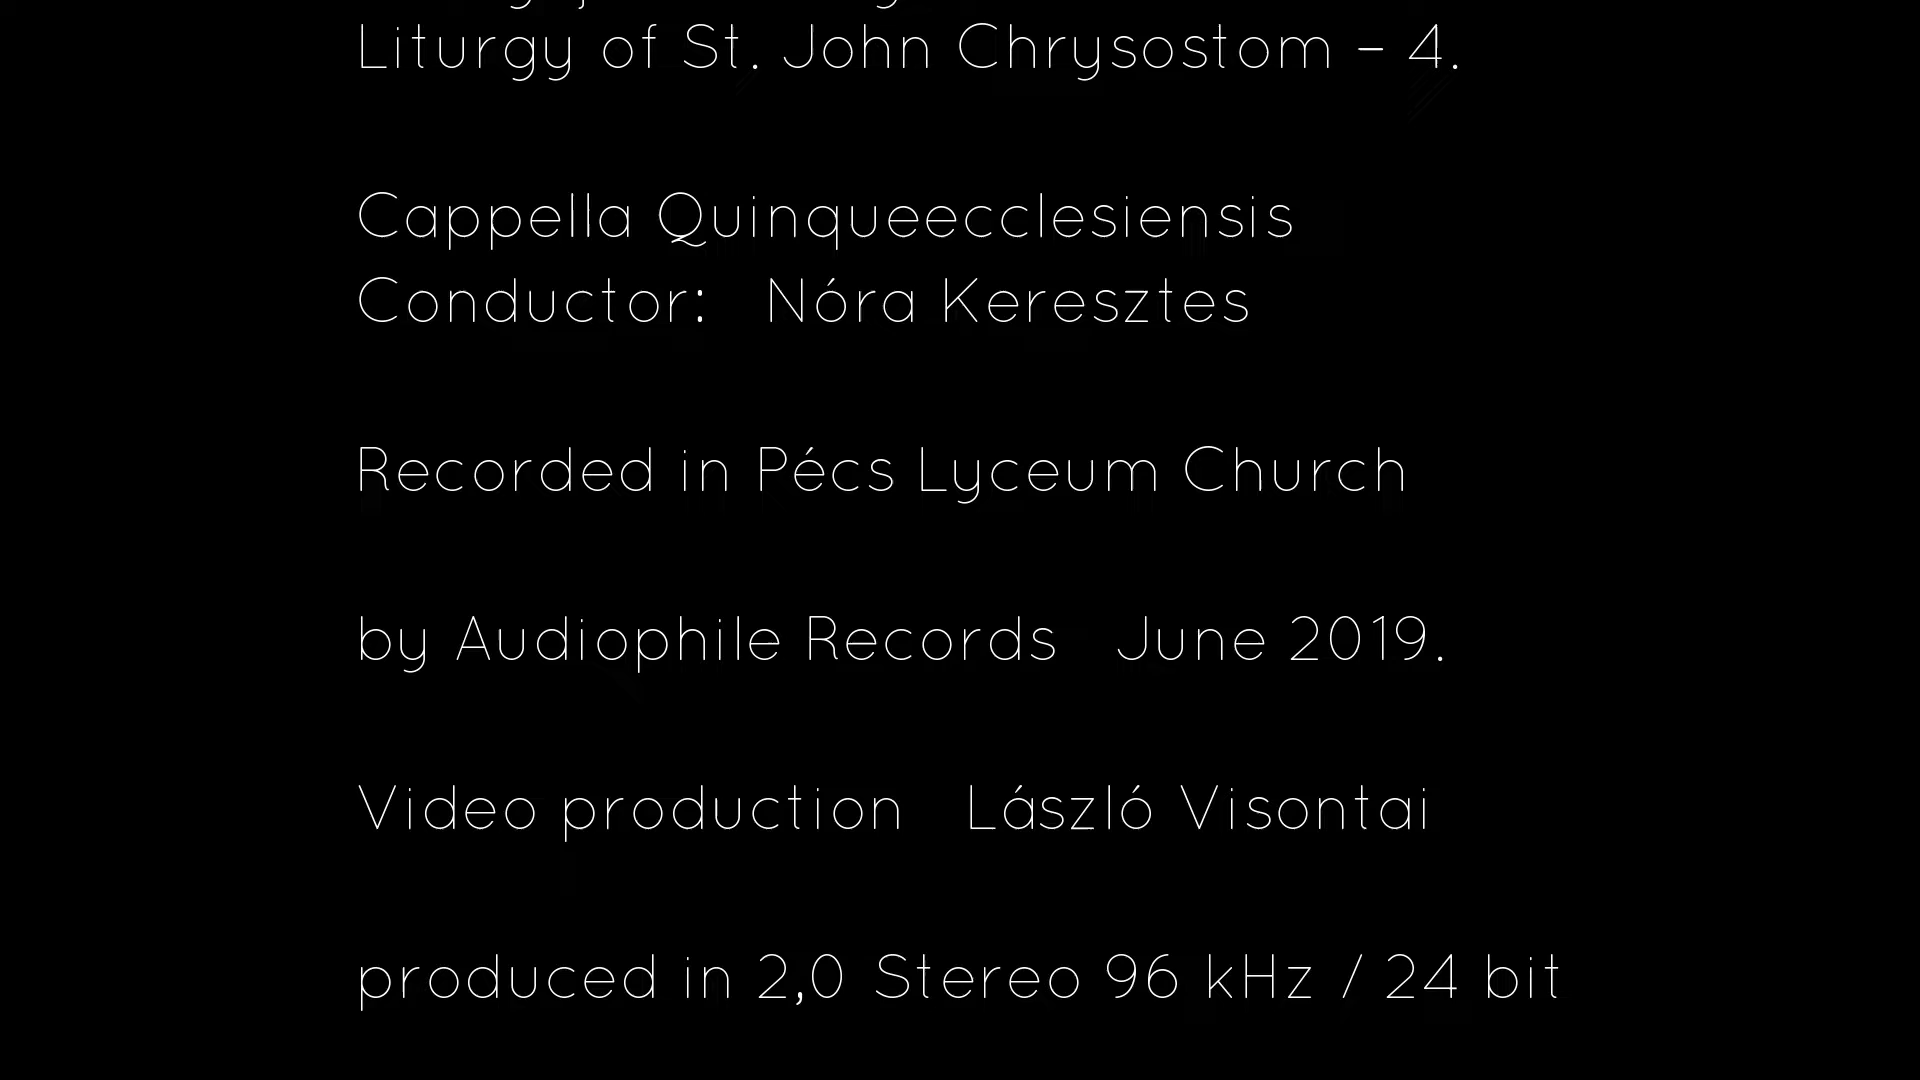 Liturgy of St. John Chrysostom – 4.
Cappella Quinqueecclesiensis
Conductor: Nóra Keresztes
Recorded in Pécs Lyceum Church
by Audiophile Records June 2019.
Video production László Visontai
produced in 2,0 Stereo 96 kHz / 24 bit